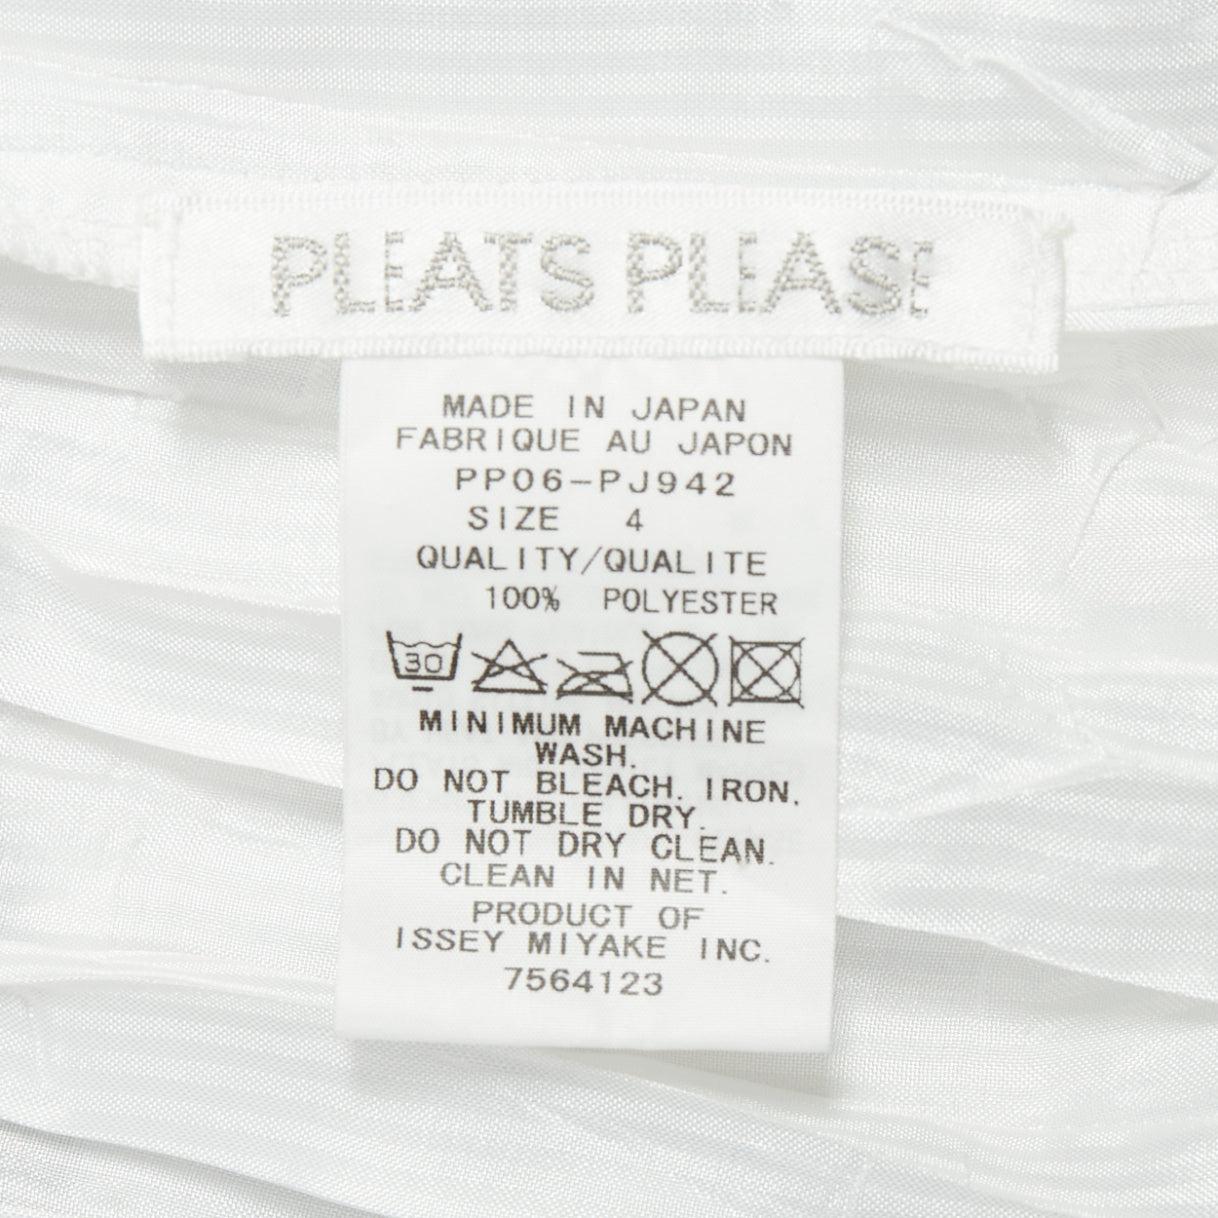 PLEATS PLEASE
MADE IN JAPAN
FABRIQUE AU JAPON
PP06-PJ942
SIZE 4
QUALITY/QUALITE
100% POLYESTER
30
MINIMUM MACHINE
WASH.
DO NOT BLEACH. IRON.
TUMBLE DRY.
DO NOT DRY CLEAN.
CLEAN IN NET.
PRODUCT OF
ISSEY MIYAKE INC.
7564123